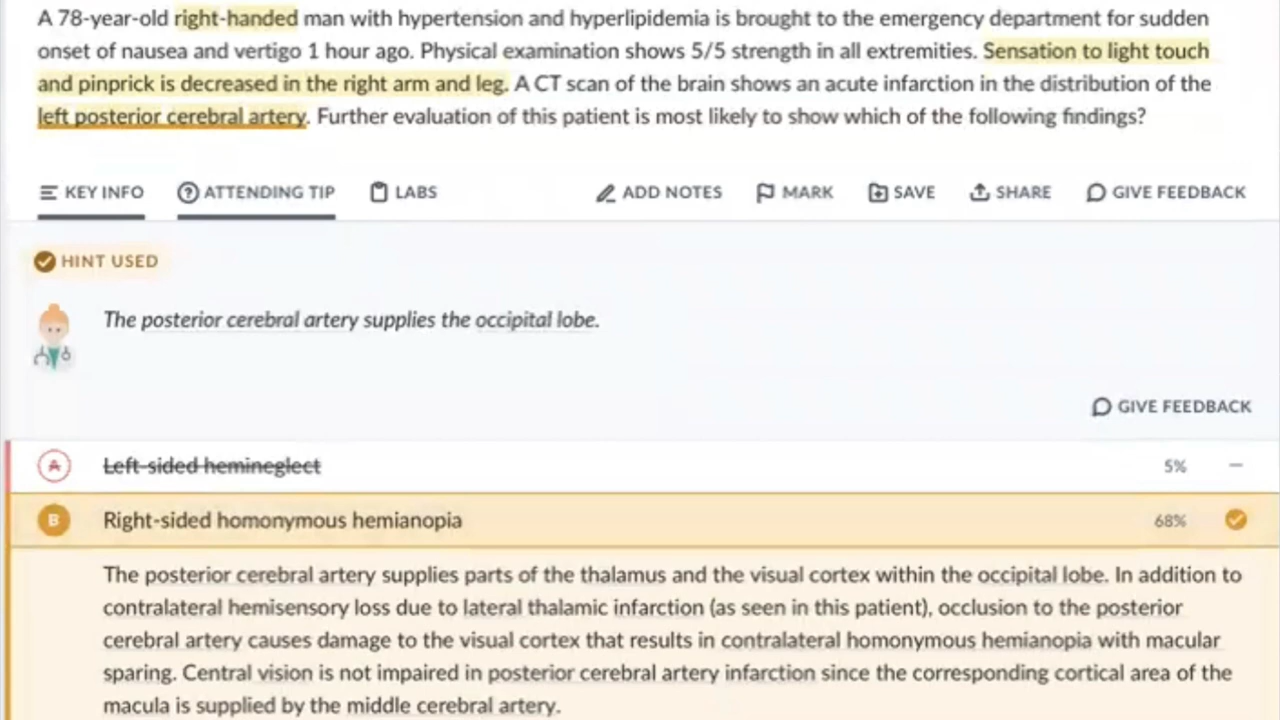 A 78-year-old right-handed man with hypertension and hyperlipidemia is brought to the emergency department for sudden
onset of nausea and vertigo 1 hour ago. Physical examination shows 5/5 strength in all extremities. Sensation to light touch
and pinprick is decreased in the right arm and leg. A CT scan of the brain shows an acute infarction in the distribution of the
left posterior cerebral artery. Further evaluation of this patient is most likely to show which of the following findings?
KEY INFO ATTENDING TIP LABS ADD NOTES MARK SAVE SHARE GIVE FEEDBACK
HINT USED
The posterior cerebral artery supplies the occipital lobe.
GIVE FEEDBACK
A Left-sided hemineglect 5% –
B Right-sided homonymous hemianopia 68%
The posterior cerebral artery supplies parts of the thalamus and the visual cortex within the occipital lobe. In addition to
contralateral hemisensory loss due to lateral thalamic infarction (as seen in this patient), occlusion to the posterior
cerebral artery causes damage to the visual cortex that results in contralateral homonymous hemianopia with macular
sparing. Central vision is not impaired in posterior cerebral artery infarction since the corresponding cortical area of the
macula is supplied by the middle cerebral artery.